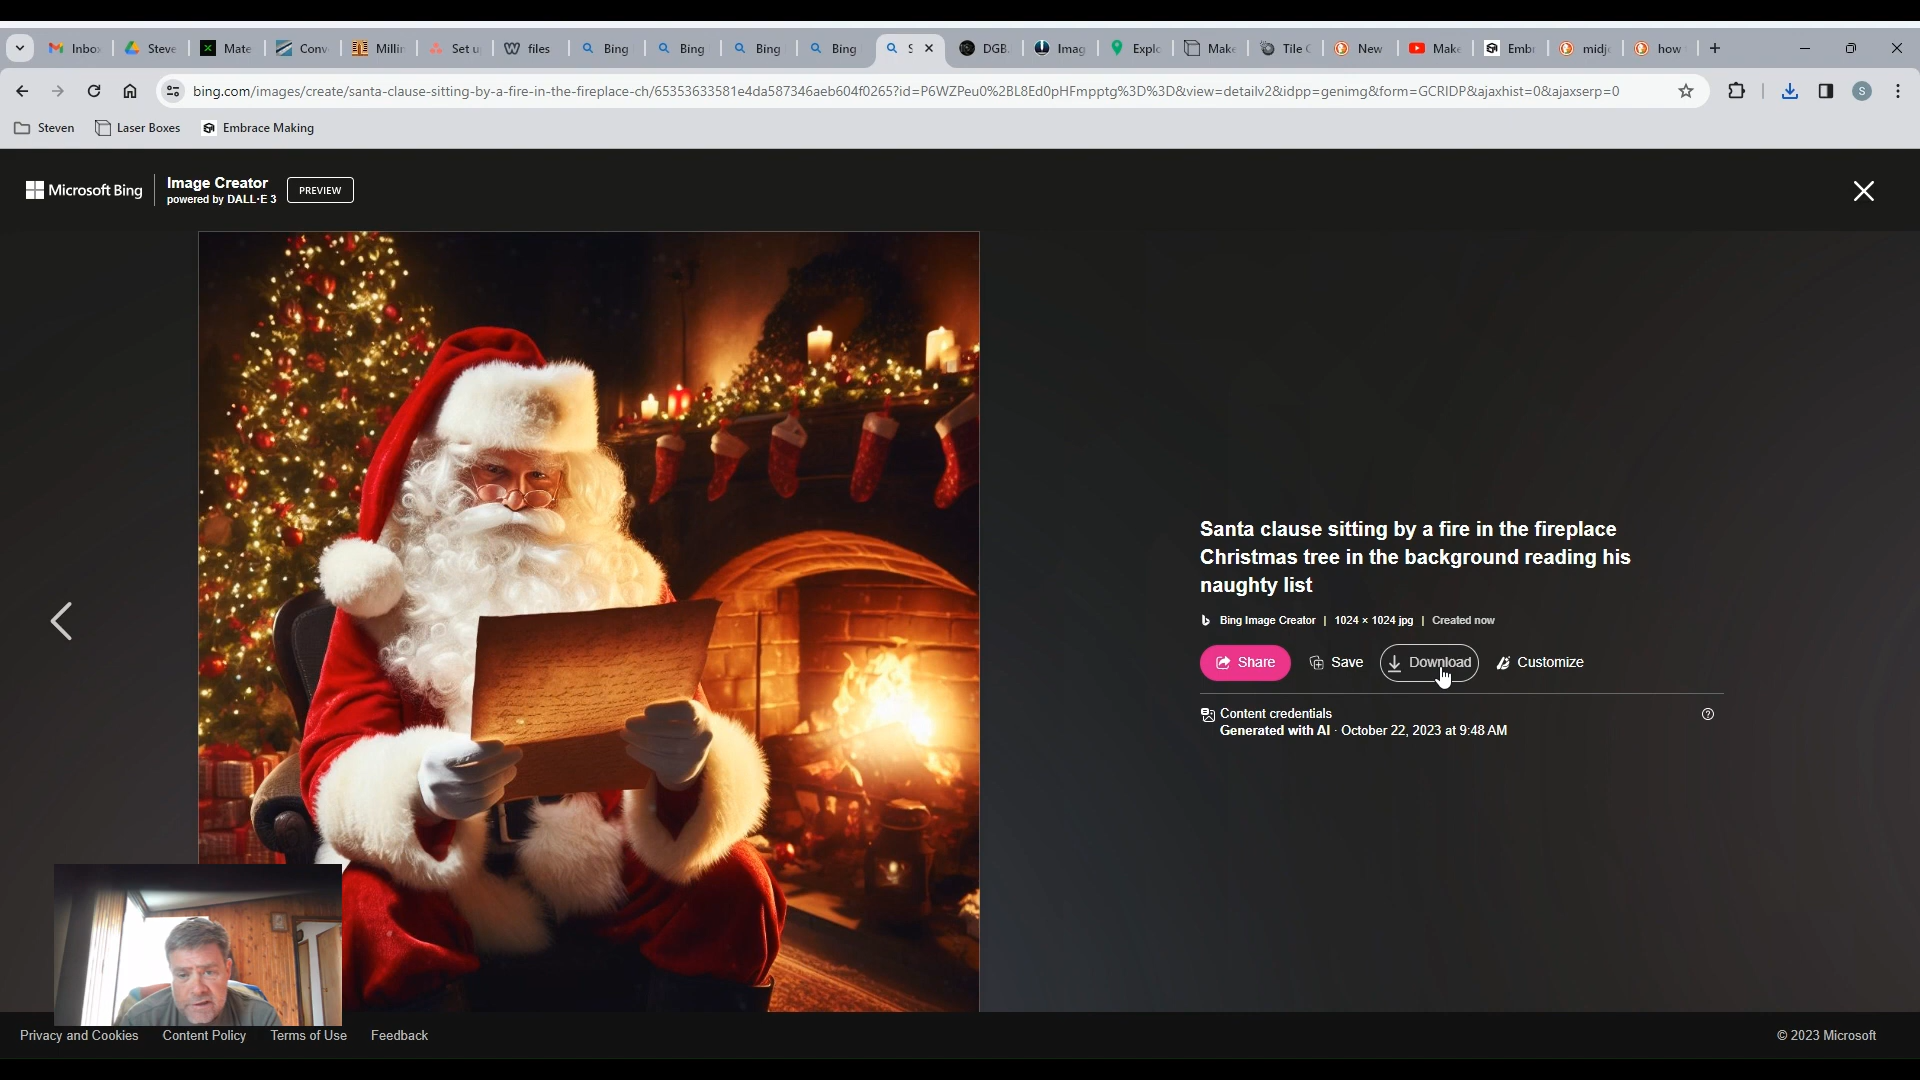 Inbo
Steve
Mate
Conv
Millin
Set u
files
Bing
Bing
Bing
Bing
S
DGB
Imag
Explo
Make
Tile C
New
Make
Embr
midj
how
bing.com/images/create/santa-clause-sitting-by-a-fire-in-the-fireplace-ch/65353633581e4da587346aeb604f0265?id=P6WZPeu0%2BL8Ed0pHFmpptg%3D%3D&view=detailv2&idpp=genimg&form=GCRIDP&ajaxhist=0&ajaxserp=0
S
Steven
Laser Boxes
Embrace Making
Microsoft Bing
Image Creator
powered by DALL·E 3
PREVIEW
Santa clause sitting by a fire in the fireplace
Christmas tree in the background reading his
naughty list
Bing Image Creator | 1024 × 1024 jpg | Created now
Share
Save
Download
Customize
Content credentials
Generated with AI · October 22, 2023 at 9:48 AM
Privacy and Cookies
Content Policy
Terms of Use
Feedback
© 2023 Microsoft